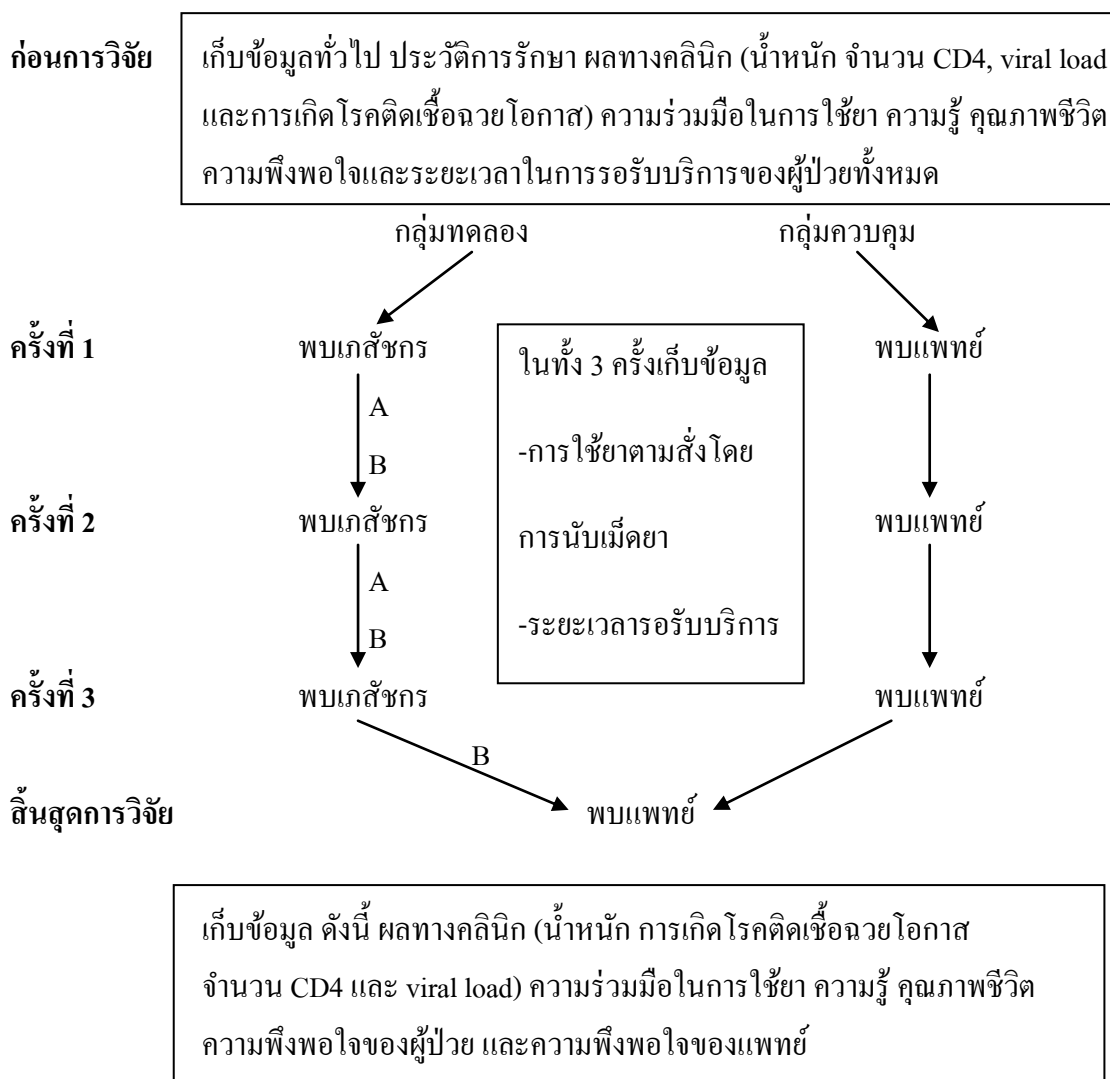 ก่อนการวิจัย
เก็บข้อมูลทั่วไป ประวัติการรักษา ผลทางคลินิก (น้ำหนัก จำนวน CD4, viral load
และการเกิดโรคติดเชื้อฉวยโอกาส) ความร่วมมือในการใช้ยา ความรู้ คุณภาพชีวิต
ความพึงพอใจและระยะเวลาในการรอรับบริการของผู้ป่วยทั้งหมด
กลุ่มทดลอง กลุ่มควบคุม
ครั้งที่ 1 พบเภสัชกร พบแพทย์
ในทั้ง 3 ครั้งเก็บข้อมูล
-การใช้ยาตามสั่งโดย
การนับเม็ดยา
-ระยะเวลารอรับบริการ
A
B
ครั้งที่ 2 พบเภสัชกร พบแพทย์
A
B
ครั้งที่ 3 พบเภสัชกร พบแพทย์
B
สิ้นสุดการวิจัย พบแพทย์
เก็บข้อมูล ดังนี้ ผลทางคลินิก (น้ำหนัก การเกิดโรคติดเชื้อฉวยโอกาส
จำนวน CD4 และ viral load) ความร่วมมือในการใช้ยา ความรู้ คุณภาพชีวิต
ความพึงพอใจของผู้ป่วย และความพึงพอใจของแพทย์